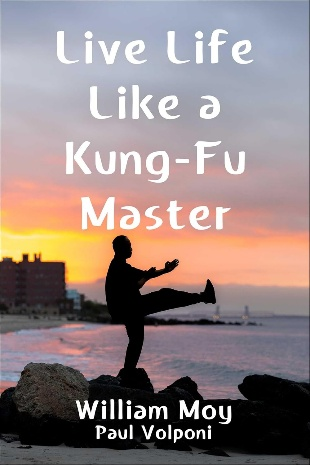 Live Life
Like a
Kung-Fu
Master
William Moy
Paul Volponi